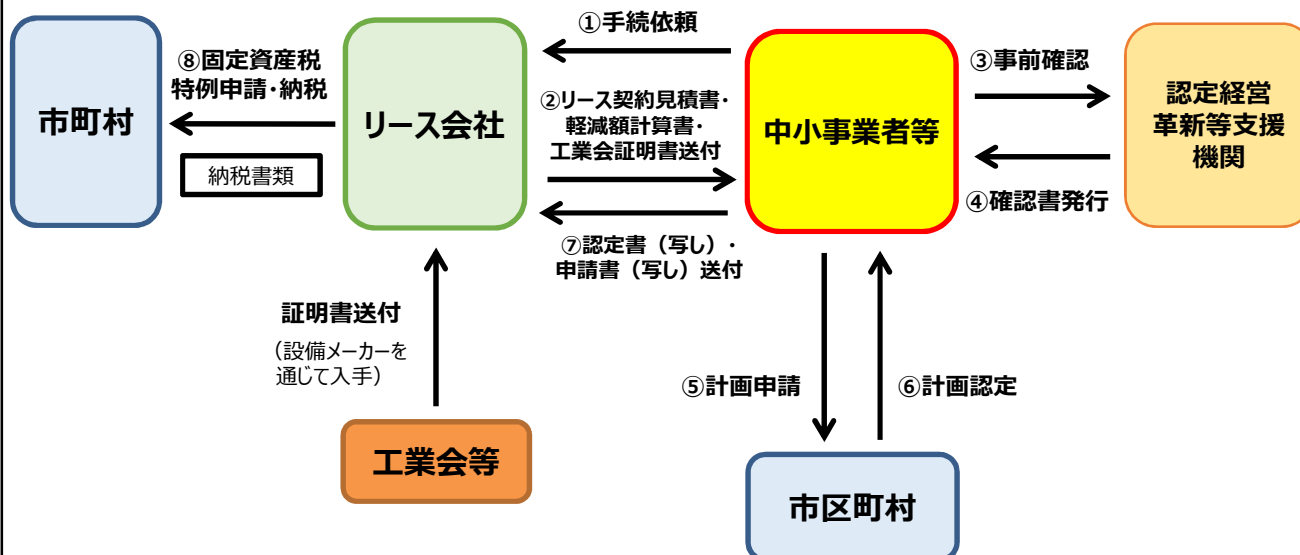 ①手続依頼
⑧固定資産税
特例申請・納税
市町村
納税書類
リース会社
②リース契約見積書・
軽減額計算書・
工業会証明書送付
中小事業者等
③事前確認
④確認書発行
認定経営
革新等支援
機関
⑦認定書（写し）・
申請書（写し）送付
証明書送付
（設備メーカーを
通じて入手）
工業会等
⑤計画申請
⑥計画認定
市区町村